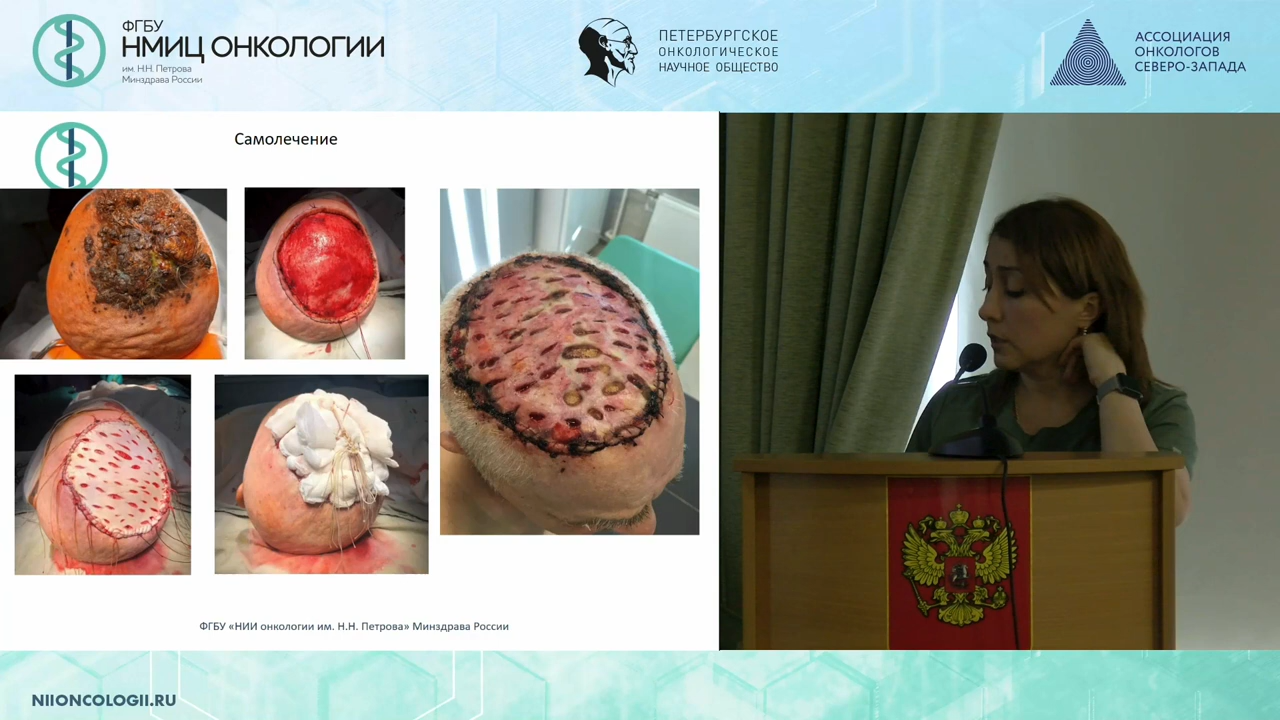 ФГБУ
НМИЦ ОНКОЛОГИИ
им. Н.Н. Петрова
Минздрава России
ПЕТЕРБУРГСКОЕ
ОНКОЛОГИЧЕСКОЕ
НАУЧНОЕ ОБЩЕСТВО
АССОЦИАЦИЯ
ОНКОЛОГОВ
СЕВЕРО-ЗАПАДА
Самолечение
ФГБУ «НИИ онкологии им. Н.Н. Петрова» Минздрава России
NIIONCOLOGII.RU